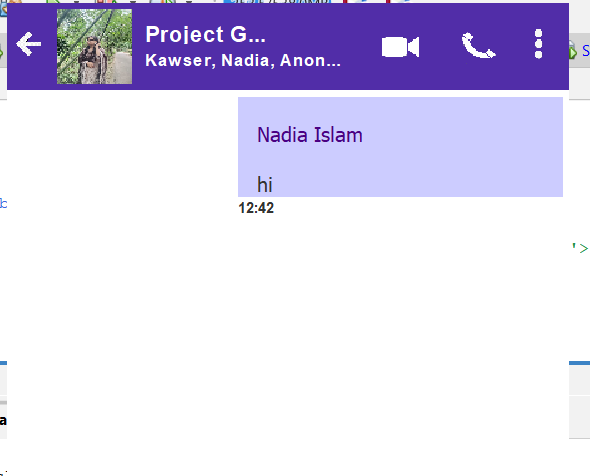 Project G...
Kawser, Nadia, Anon...
Nadia Islam
hi
12:42
S
b
'>
a